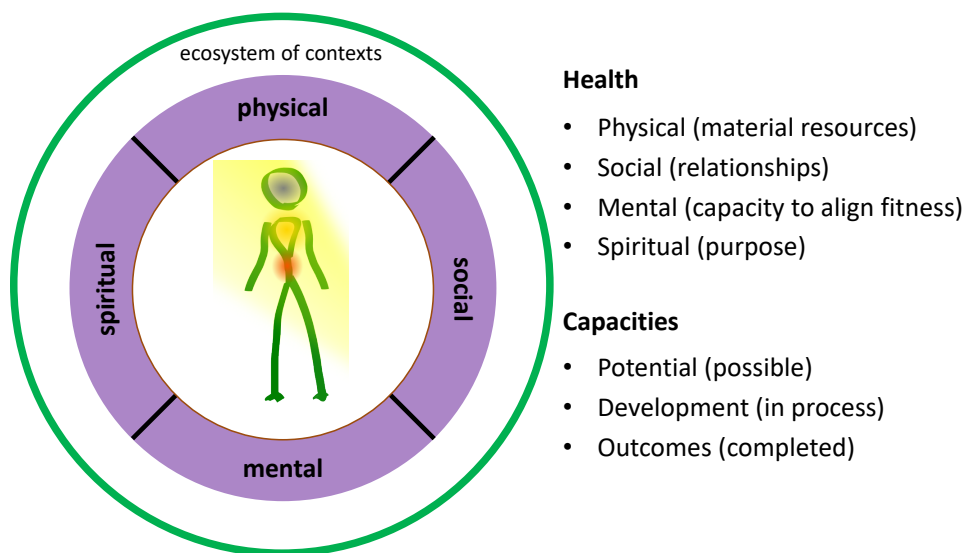 ecosystem of contexts
physical
spiritual
social
mental
Health
• Physical (material resources)
• Social (relationships)
• Mental (capacity to align fitness)
• Spiritual (purpose)
Capacities
• Potential (possible)
• Development (in process)
• Outcomes (completed)